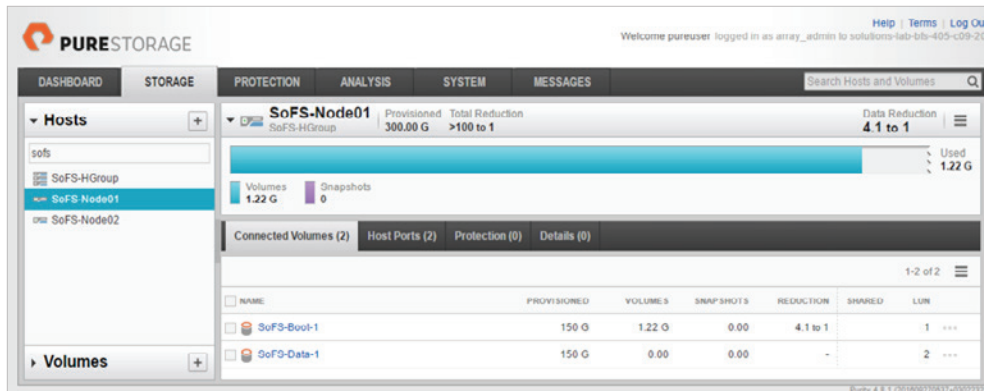 Help | Terms | Log Ou
PURESTORAGE
Welcome pureuser logged in as array_admin to solutions-lab-bfs-405-c09-20
DASHBOARD STORAGE PROTECTION ANALYSIS SYSTEM MESSAGES Search Hosts and Volumes
Hosts +
sofs
SoFS-HGroup
SoFS-Node01
SoFS-Node02
Volumes +
SoFS-Node01 Provisioned Total Reduction Data Reduction
SoFS-HGroup 300.00 G >100 to 1 4.1 to 1
Used
1.22 G
Volumes Snapshots
1.22 G 0
Connected Volumes (2) Host Ports (2) Protection (0) Details (0)
1-2 of 2
NAME PROVISIONED VOLUMES SNAPSHOTS REDUCTION SHARED LUN
SoFS-Boot-1 150 G 1.22 G 0.00 4.1 to 1 1
SoFS-Data-1 150 G 0.00 0.00 - 2
Purity 4.8.1